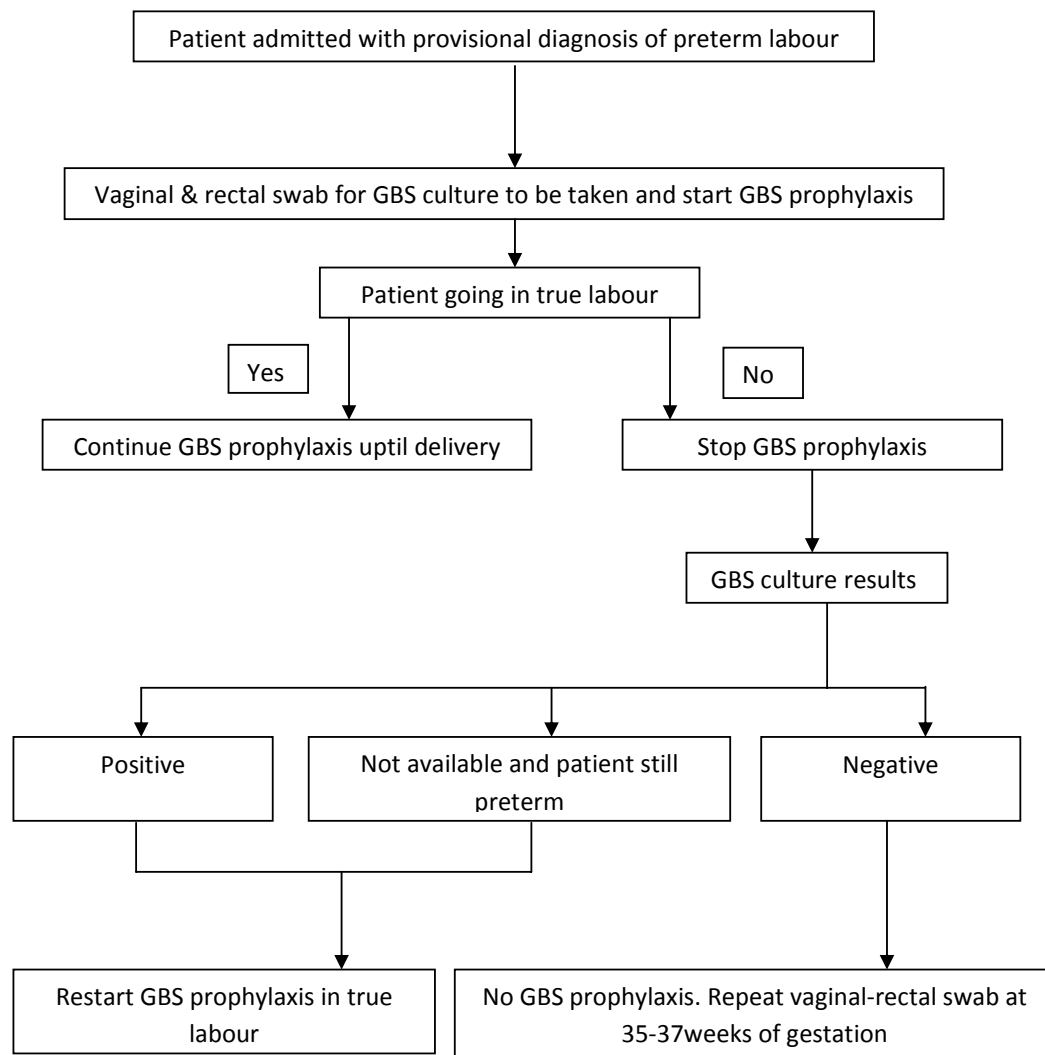 Patient admitted with provisional diagnosis of preterm labour
Vaginal & rectal swab for GBS culture to be taken and start GBS prophylaxis
Patient going in true labour
Yes
No
Continue GBS prophylaxis uptil delivery
Stop GBS prophylaxis
GBS culture results
Positive
Not available and patient still
preterm
Negative
Restart GBS prophylaxis in true
labour
No GBS prophylaxis. Repeat vaginal-rectal swab at
35-37weeks of gestation